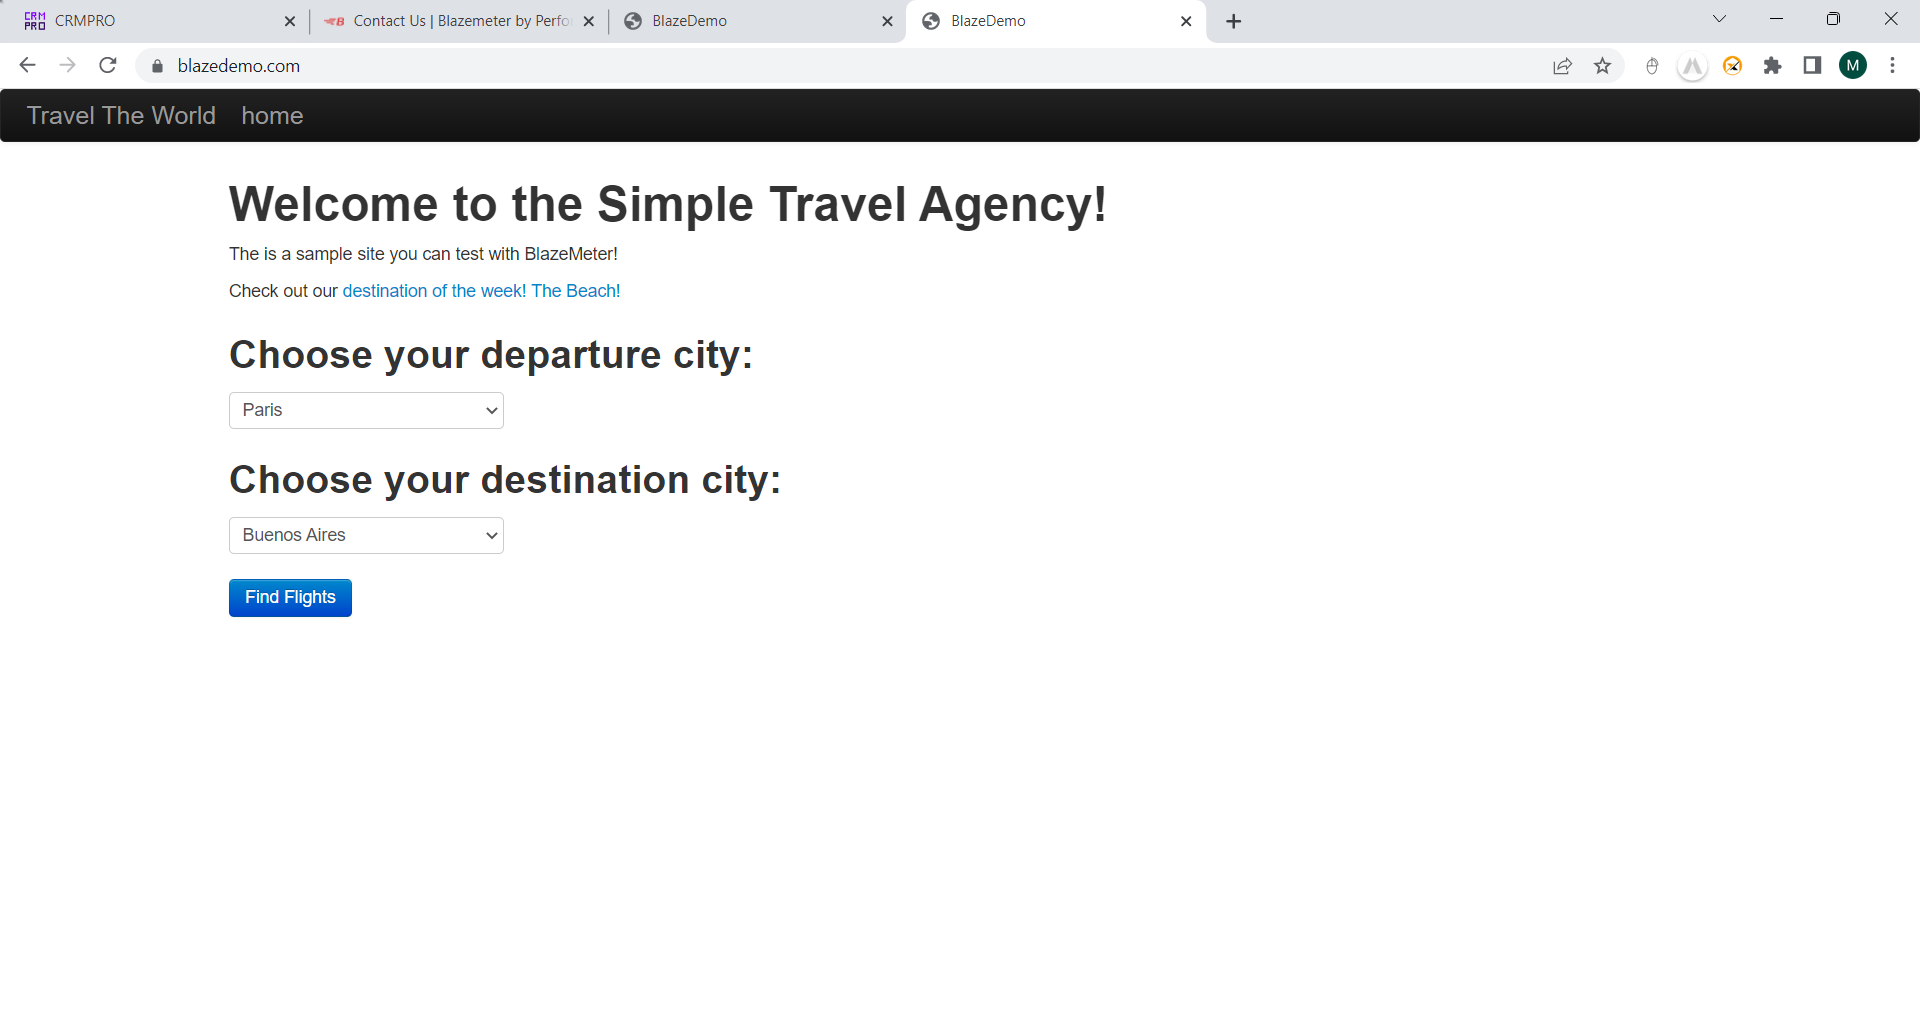 CRM PRO CRMPRO
Contact Us | Blazemeter by Perfo
BlazeDemo
BlazeDemo
blazedemo.com
M
Travel The World home
Welcome to the Simple Travel Agency!
The is a sample site you can test with BlazeMeter!
Check out our destination of the week! The Beach!
Choose your departure city:
Paris
Choose your destination city:
Buenos Aires
Find Flights